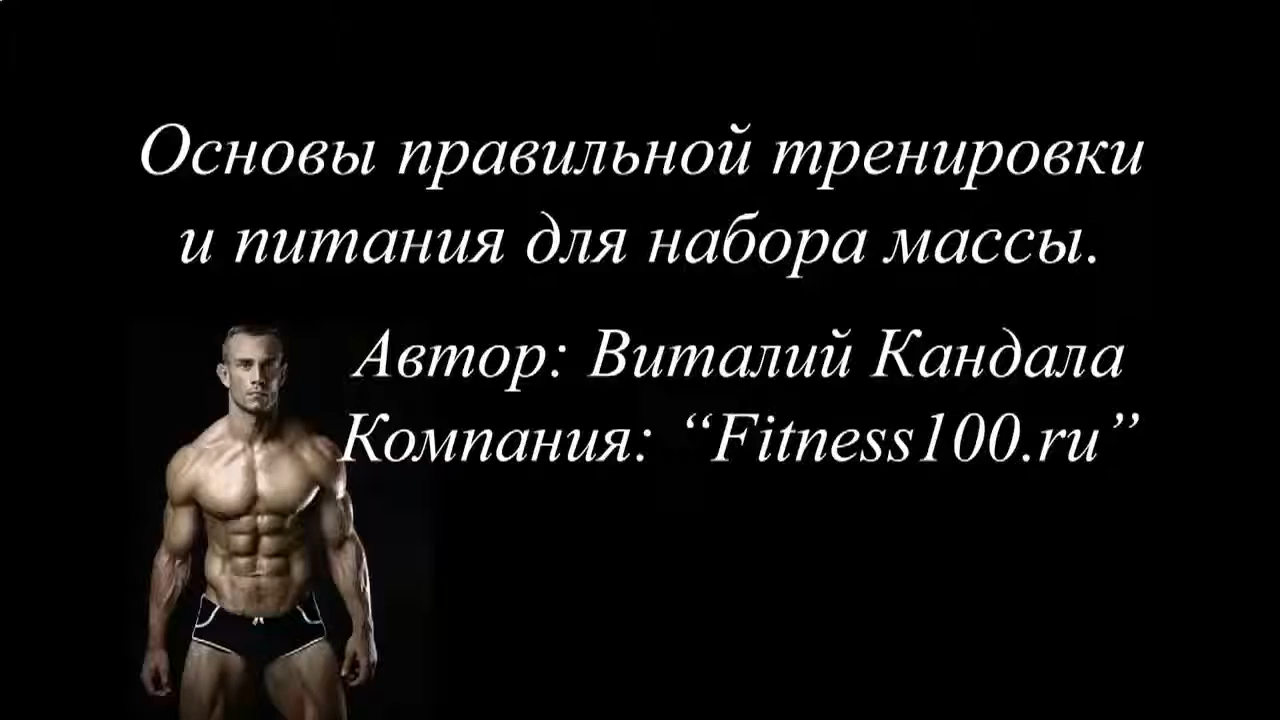 Основы правильной тренировки
и питания для набора массы.
Автор: Виталий Кандала
Компания: “Fitness100.ru”